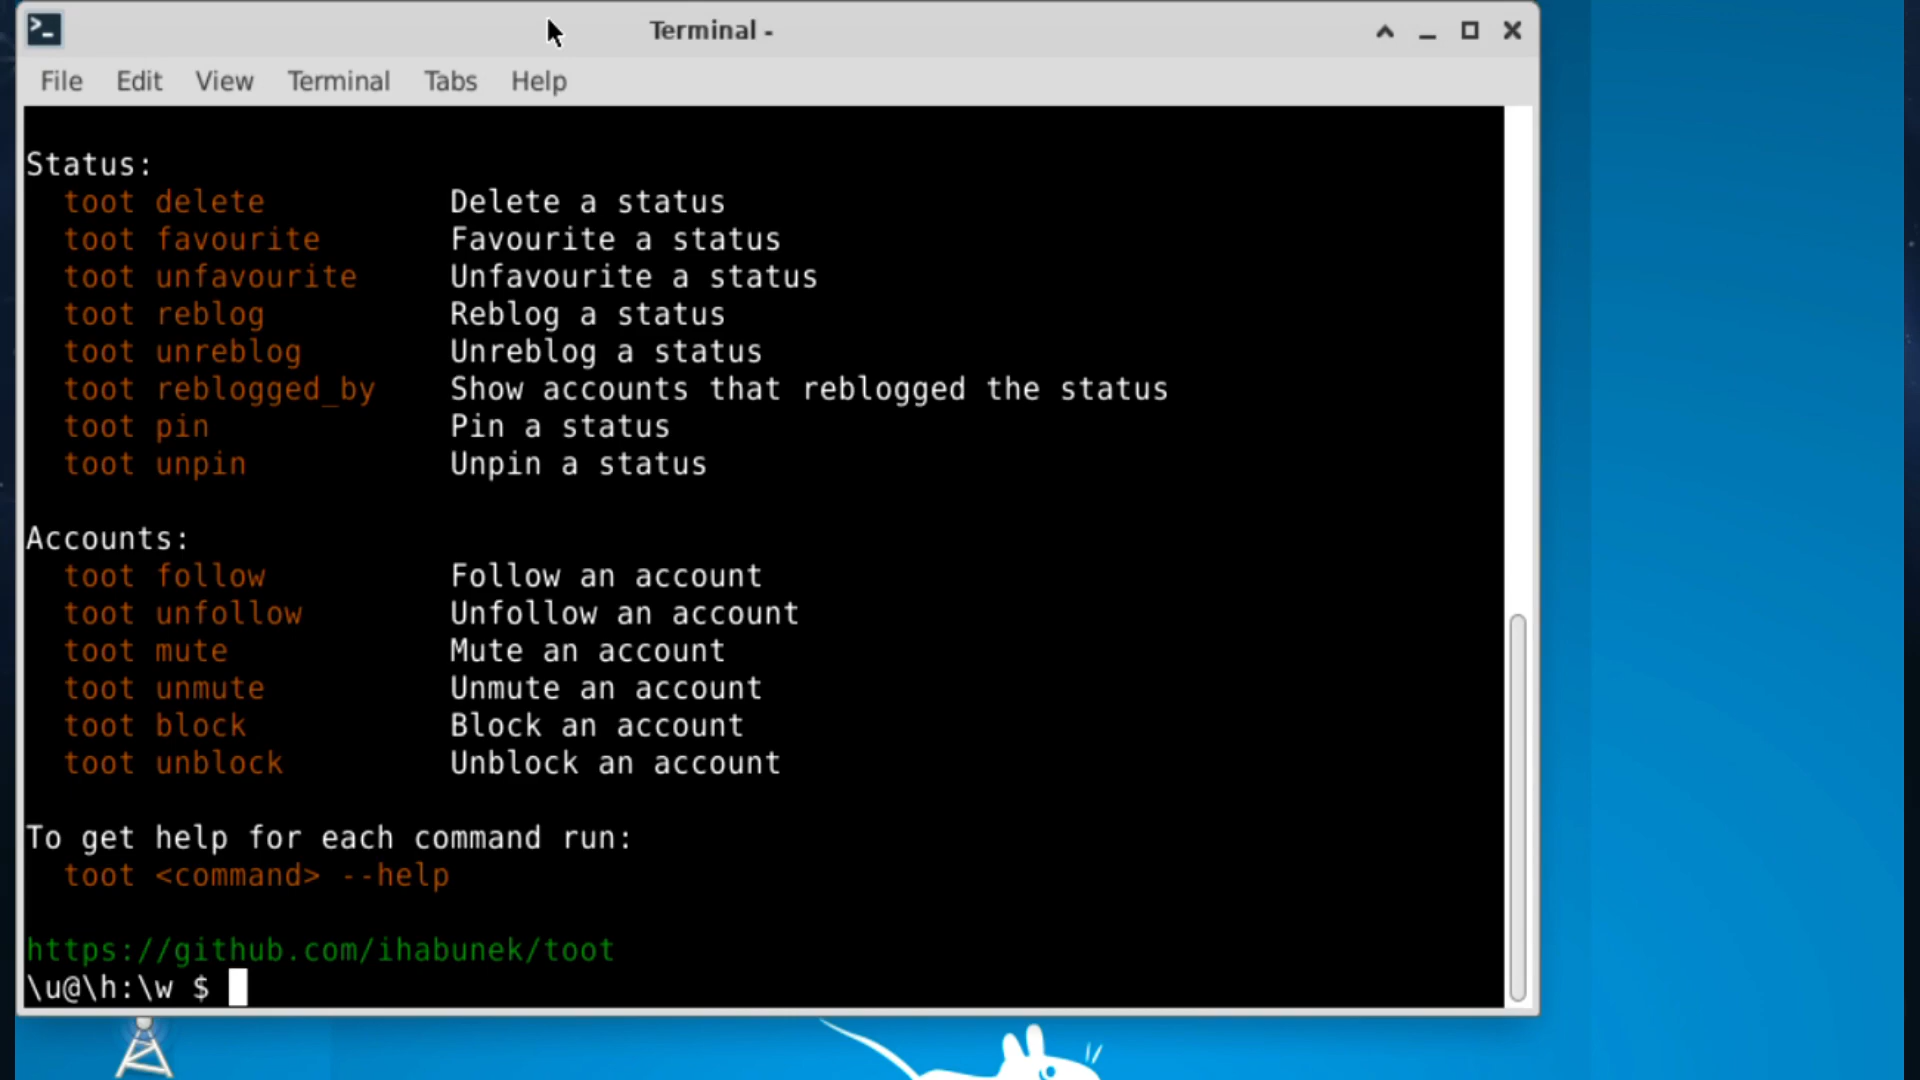 Terminal -
File Edit View Terminal Tabs Help
Status:
toot delete Delete a status
toot favourite Favourite a status
toot unfavourite Unfavourite a status
toot reblog Reblog a status
toot unreblog Unreblog a status
toot reblogged_by Show accounts that reblogged the status
toot pin Pin a status
toot unpin Unpin a status
Accounts:
toot follow Follow an account
toot unfollow Unfollow an account
toot mute Mute an account
toot unmute Unmute an account
toot block Block an account
toot unblock Unblock an account
To get help for each command run:
toot <command> --help
https://github.com/ihabunek/toot
\u@\h:\w $